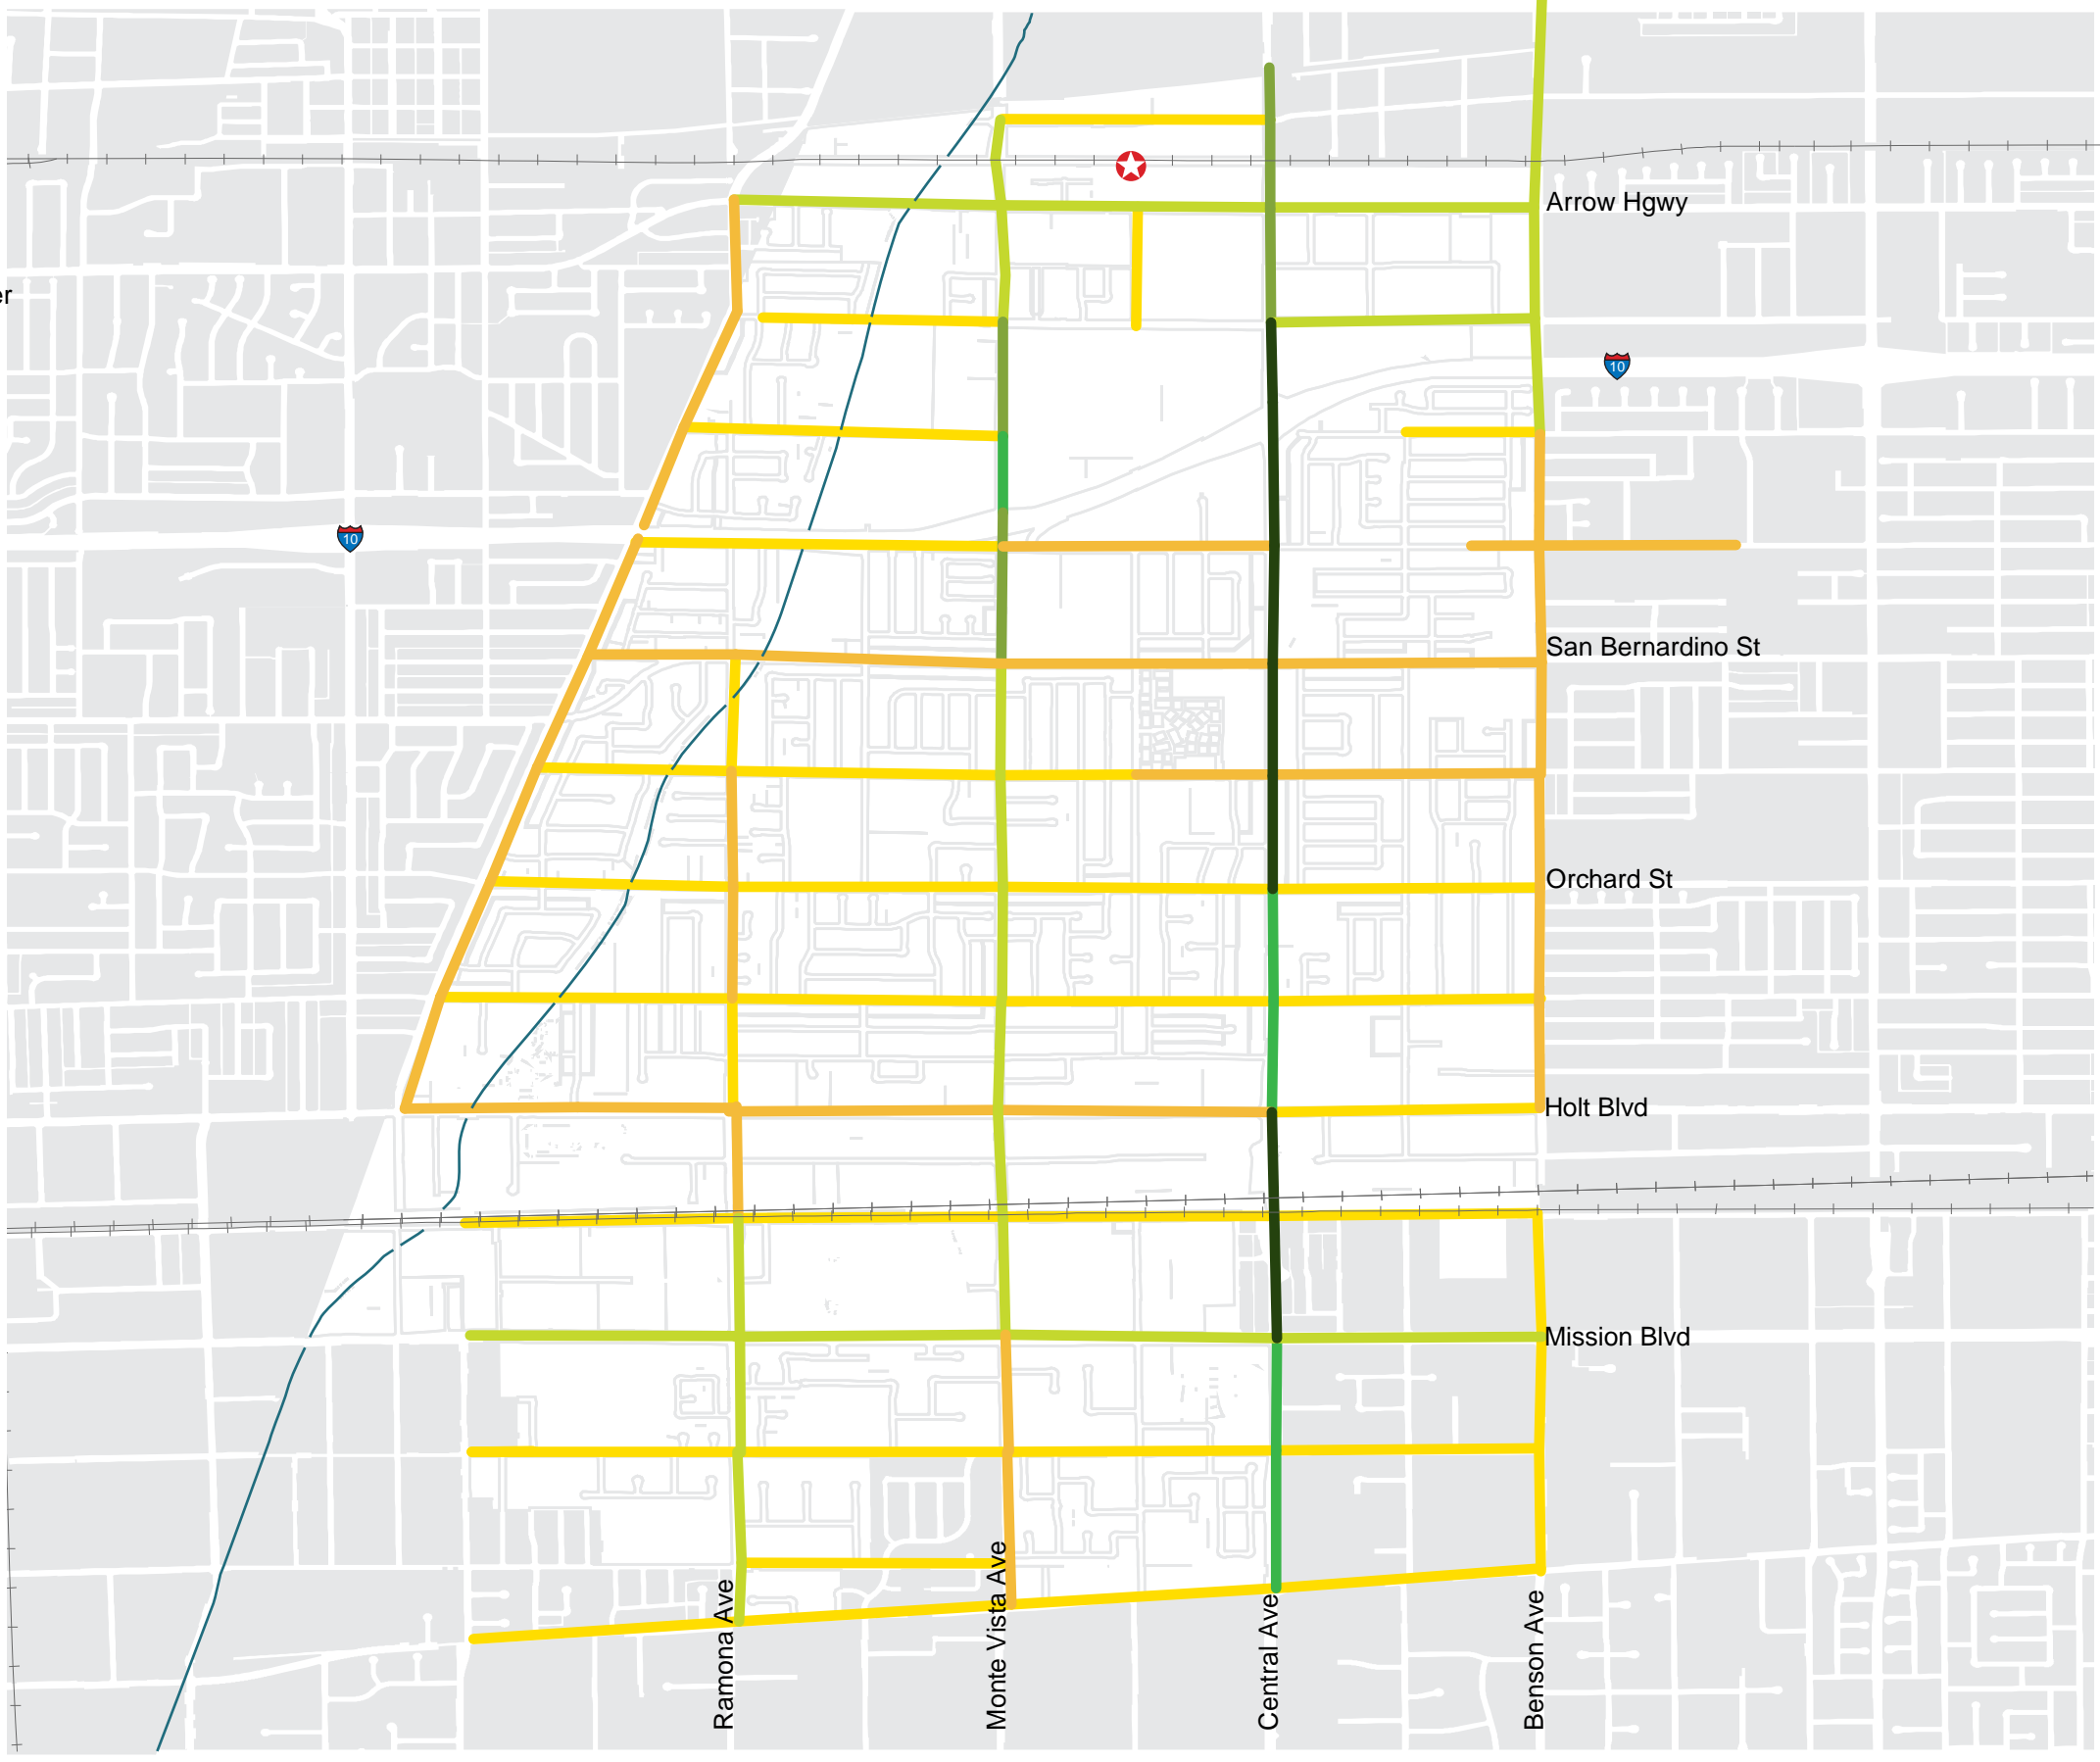 Arrow Hgwy
er
10
10
San Bernardino St
Orchard St
Holt Blvd
Mission Blvd
Ramona Ave
Monte Vista Ave
Central Ave
Benson Ave